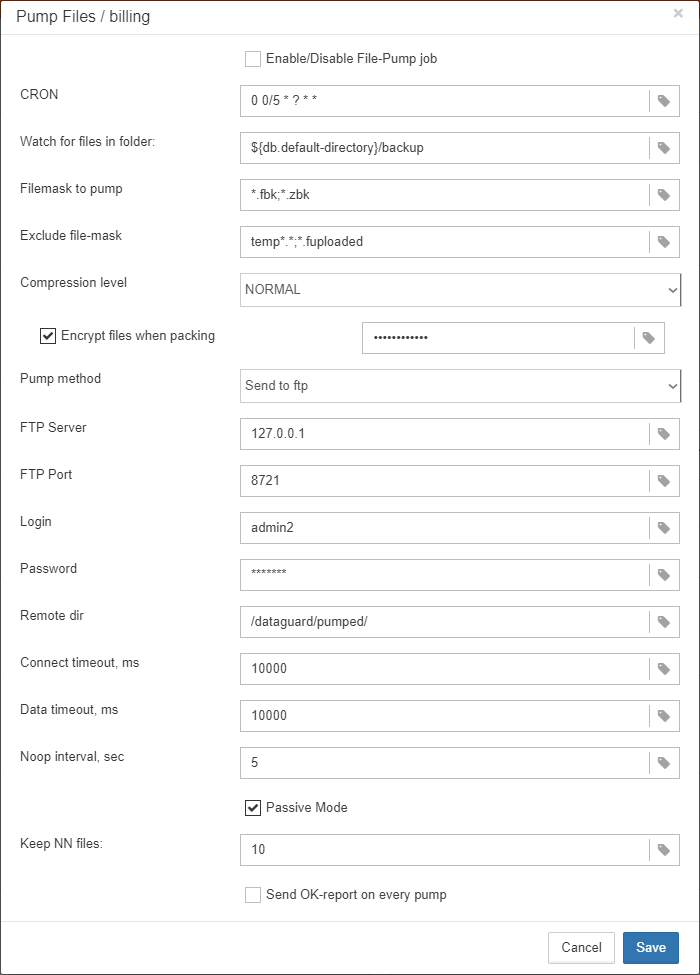 Pump Files / billing ×
Enable/Disable File-Pump job
CRON 0 0/5 * ? * *
Watch for files in folder: ${db.default-directory}/backup
Filemask to pump *.fbk;*.zbk
Exclude file-mask temp*.*;*.fuploaded
Compression level NORMAL
Encrypt files when packing ••••••••••••
Pump method Send to ftp
FTP Server 127.0.0.1
FTP Port 8721
Login admin2
Password *******
Remote dir /dataguard/pumped/
Connect timeout, ms 10000
Data timeout, ms 10000
Noop interval, sec 5
Passive Mode
Keep NN files: 10
Send OK-report on every pump
Cancel Save